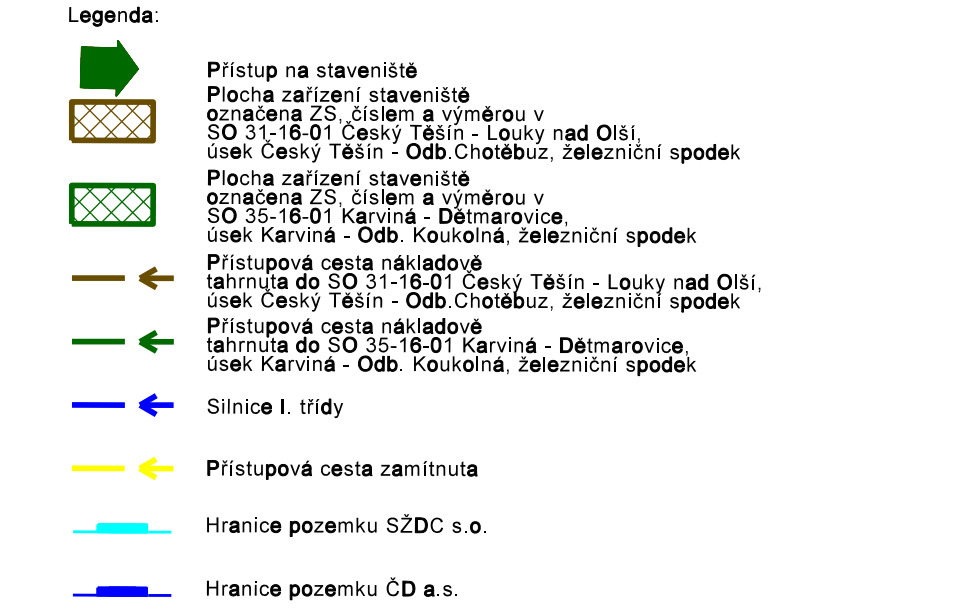 Legenda:
Přístup na staveniště
Plocha zařízení staveniště
označena ZS, číslem a výměrou v
SO 31-16-01 Český Těšín - Louky nad Olší,
úsek Český Těšín - Odb.Chotěbuz, železniční spodek
Plocha zařízení staveniště
označena ZS, číslem a výměrou v
SO 35-16-01 Karviná - Dětmarovice,
úsek Karviná - Odb. Koukolná, železniční spodek
Přístupová cesta nákladově
tahrnuta do SO 31-16-01 Český Těšín - Louky nad Olší,
úsek Český Těšín - Odb.Chotěbuz, železniční spodek
Přístupová cesta nákladově
tahrnuta do SO 35-16-01 Karviná - Dětmarovice,
úsek Karviná - Odb. Koukolná, železniční spodek
Silnice I. třídy
Přístupová cesta zamítnuta
Hranice pozemku SŽDC s.o.
Hranice pozemku ČD a.s.